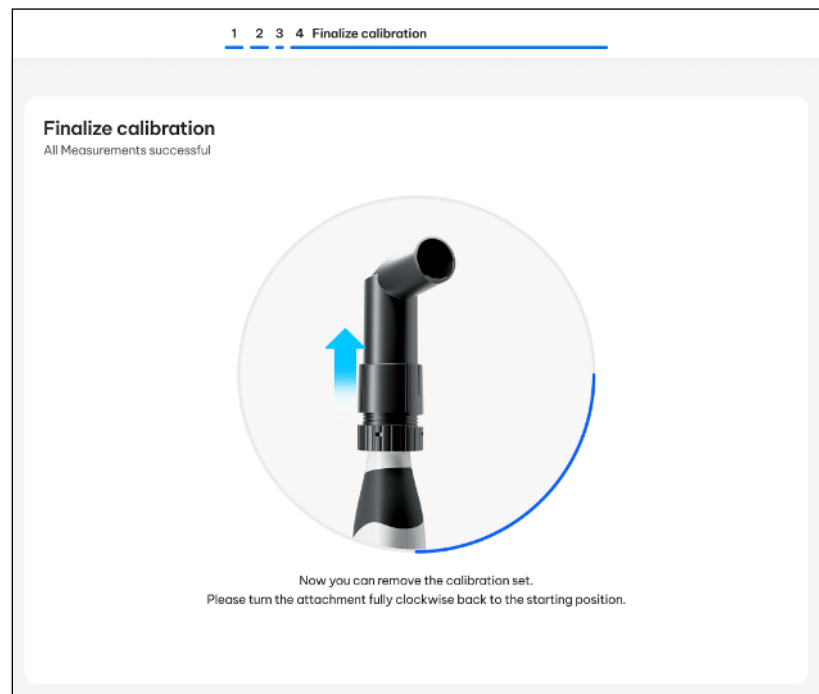 1 2 3 4 Finalize calibration
Finalize calibration
All Measurements successful
Now you can remove the calibration set.
Please turn the attachment fully clockwise back to the starting position.